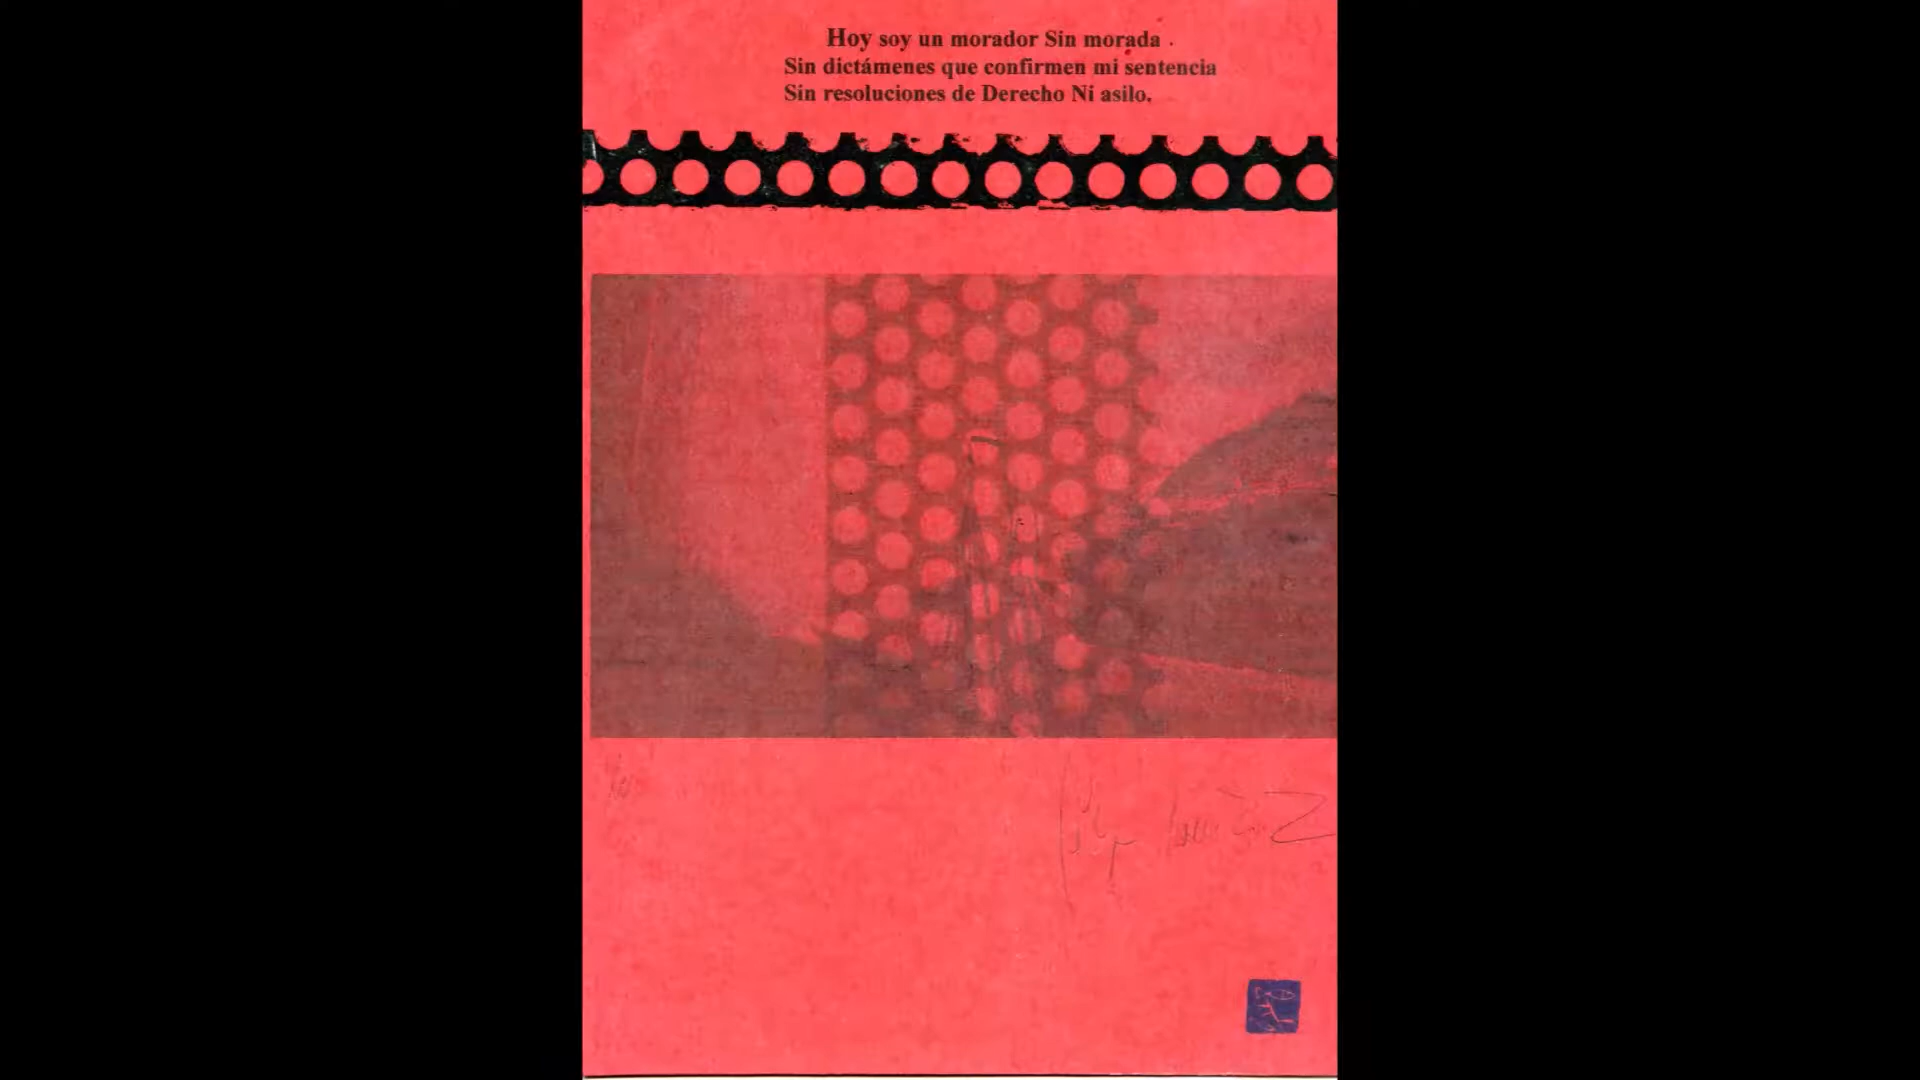 Hoy soy un morador Sin morada .
Sin dictámenes que confirmen mi sentencia
Sin resoluciones de Derecho Ni asilo.